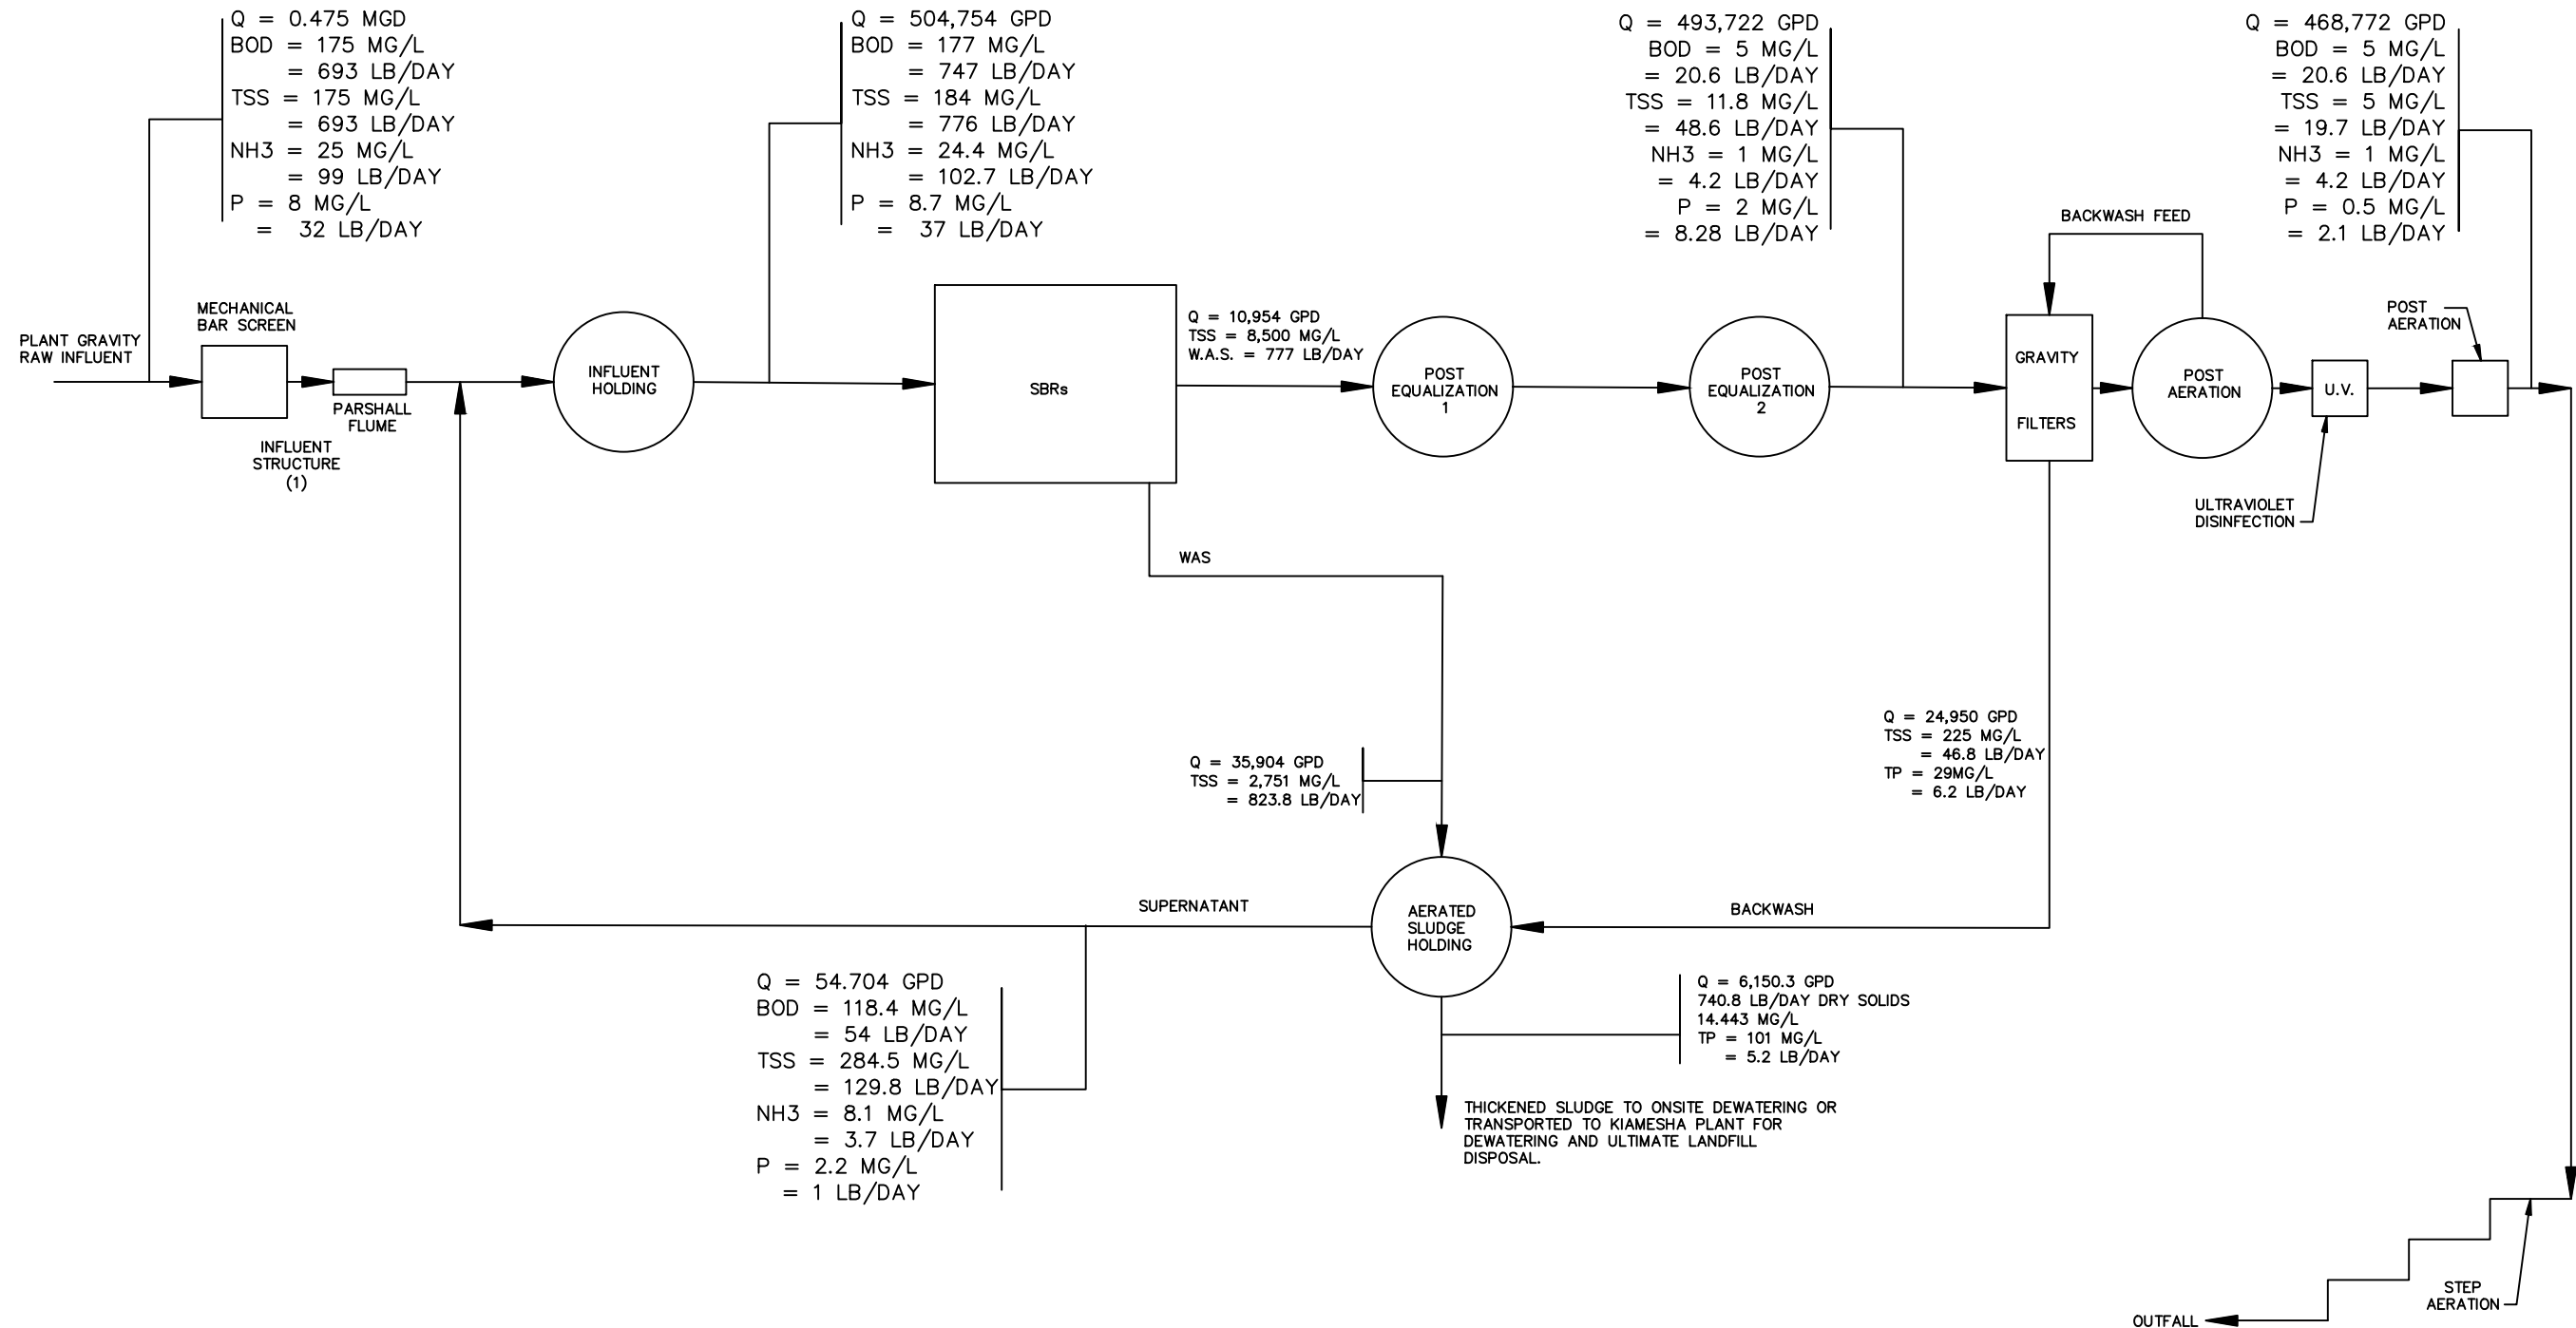 Q = 0.475 MGD
BOD = 175 MG/L
= 693 LB/DAY
TSS = 175 MG/L
= 693 LB/DAY
NH3 = 25 MG/L
= 99 LB/DAY
P = 8 MG/L
= 32 LB/DAY
Q = 504,754 GPD
BOD = 177 MG/L
= 747 LB/DAY
TSS = 184 MG/L
= 776 LB/DAY
NH3 = 24.4 MG/L
= 102.7 LB/DAY
P = 8.7 MG/L
= 37 LB/DAY
Q = 493,722 GPD
BOD = 5 MG/L
= 20.6 LB/DAY
TSS = 11.8 MG/L
= 48.6 LB/DAY
NH3 = 1 MG/L
= 4.2 LB/DAY
P = 2 MG/L
= 8.28 LB/DAY
Q = 468,772 GPD
BOD = 5 MG/L
= 20.6 LB/DAY
TSS = 5 MG/L
= 19.7 LB/DAY
NH3 = 1 MG/L
= 4.2 LB/DAY
P = 0.5 MG/L
= 2.1 LB/DAY
BACKWASH FEED
PLANT GRAVITY
RAW INFLUENT
MECHANICAL
BAR SCREEN
PARSHALL
FLUME
INFLUENT
STRUCTURE
(1)
INFLUENT
HOLDING
SBRs
Q = 10,954 GPD
TSS = 8,500 MG/L
W.A.S. = 777 LB/DAY
POST
EQUALIZATION
1
POST
EQUALIZATION
2
GRAVITY
FILTERS
POST
AERATION
U.V.
POST
AERATION
ULTRAVIOLET
DISINFECTION
WAS
Q = 35,904 GPD
TSS = 2,751 MG/L
= 823.8 LB/DAY
Q = 24,950 GPD
TSS = 225 MG/L
= 46.8 LB/DAY
TP = 29MG/L
= 6.2 LB/DAY
SUPERNATANT
AERATED
SLUDGE
HOLDING
BACKWASH
Q = 54.704 GPD
BOD = 118.4 MG/L
= 54 LB/DAY
TSS = 284.5 MG/L
= 129.8 LB/DAY
NH3 = 8.1 MG/L
= 3.7 LB/DAY
P = 2.2 MG/L
= 1 LB/DAY
Q = 6,150.3 GPD
740.8 LB/DAY DRY SOLIDS
14.443 MG/L
TP = 101 MG/L
= 5.2 LB/DAY
THICKENED SLUDGE TO ONSITE DEWATERING OR
TRANSPORTED TO KIAMESHA PLANT FOR
DEWATERING AND ULTIMATE LANDFILL
DISPOSAL.
STEP
AERATION
OUTFALL